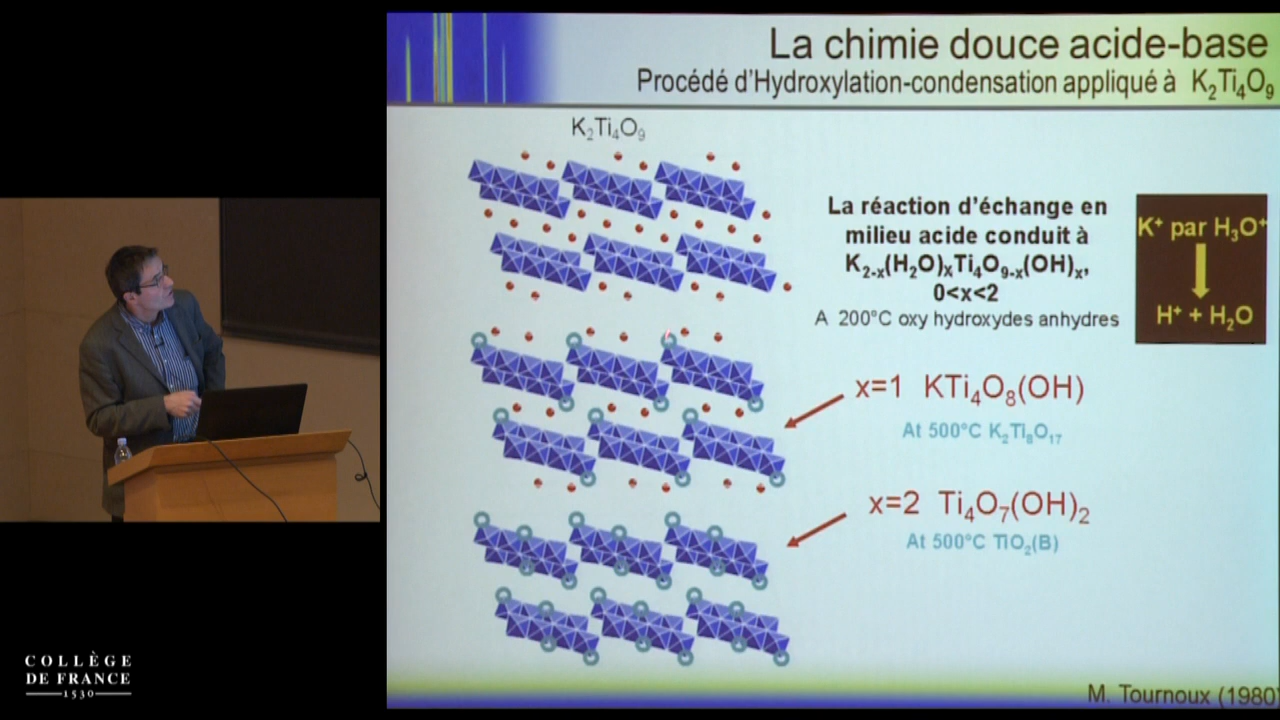 La chimie douce acide-base
Procédé d'Hydroxylation-condensation appliqué à K₂Ti₄O₉
K₂Ti₄O₉
La réaction d'échange en
milieu acide conduit à
K₂₋ₓ(H₂O)ₓTi₄O₉₋ₓ(OH)ₓ,
0<x<2
A 200°C oxy hydroxydes anhydres
K⁺ par H₃O⁺
H⁺ + H₂O
x=1 KTi₄O₈(OH)
At 500°C K₂Ti₈O₁₇
x=2 Ti₄O₇(OH)₂
At 500°C TiO₂(B)
M. Tournoux (1980)
COLLÈGE
DE FRANCE
1530